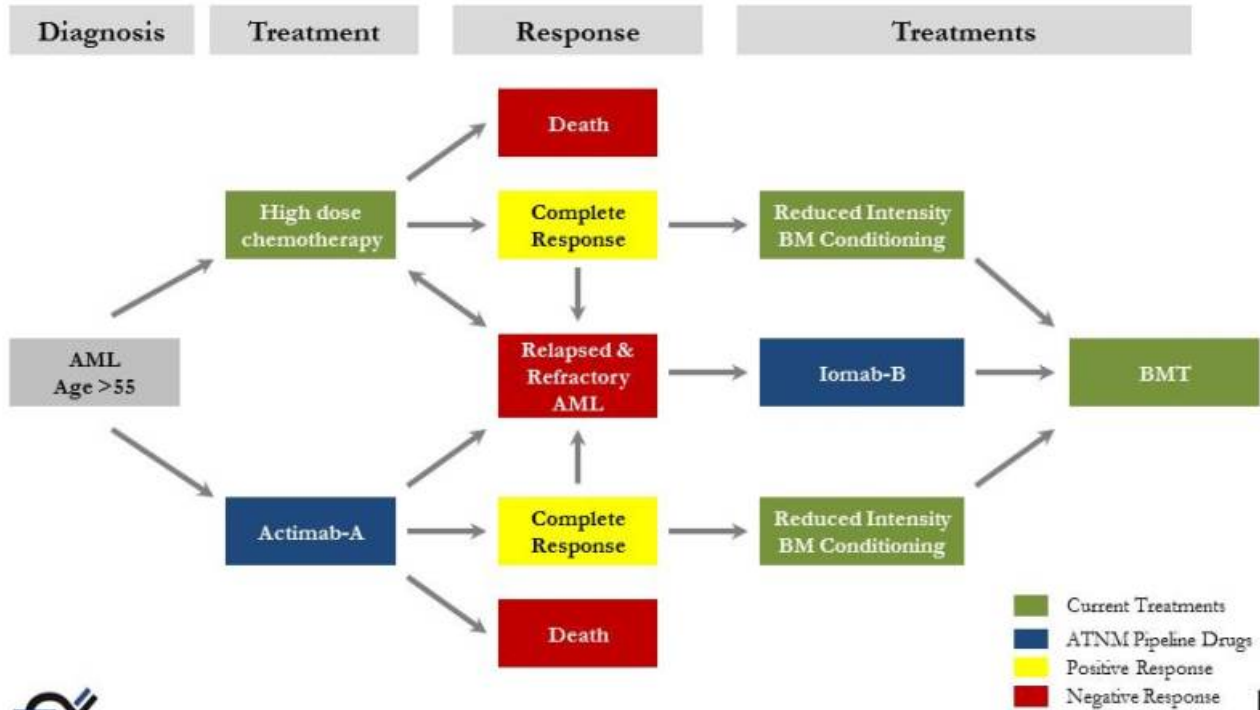 Diagnosis
Treatment
Response
Treatments
Death
High dose
chemotherapy
Complete
Response
Reduced Intensity
BM Conditioning
AML
Age >55
Relapsed &
Refractory
AML
Iomab-B
BMT
Actimab-A
Complete
Response
Reduced Intensity
BM Conditioning
Death
Current Treatments
ATNM Pipeline Drugs
Positive Response
Negative Response